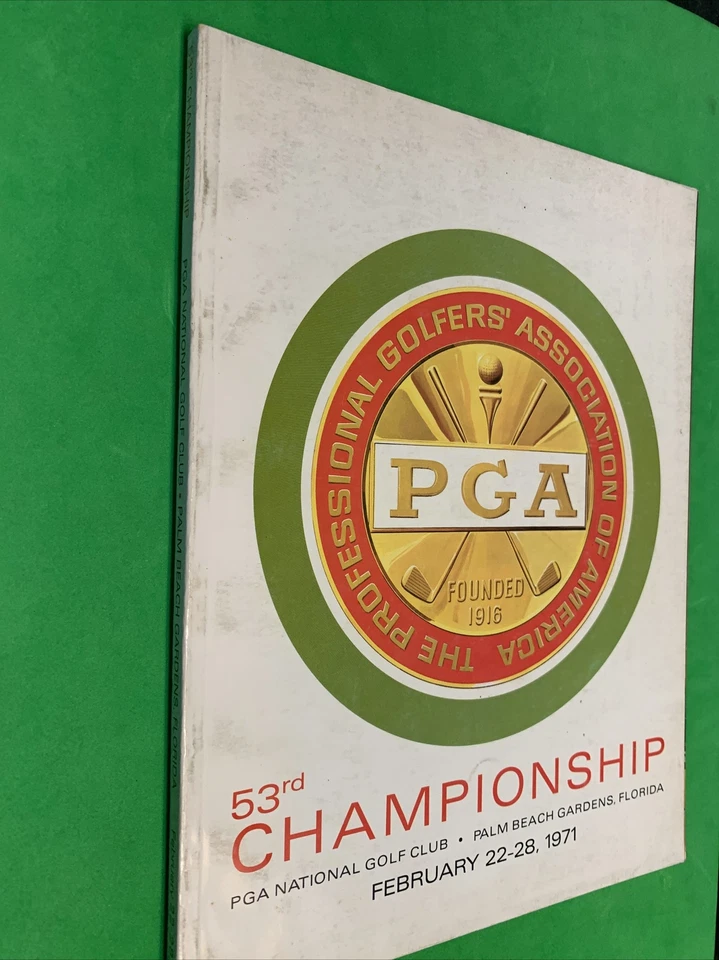 THE PROFESSIONAL GOLFERS' ASSOCIATION OF AMERICA
PGA
FOUNDED
1916
53rd
CHAMPIONSHIP
PGA NATIONAL GOLF CLUB • PALM BEACH GARDENS, FLORIDA
FEBRUARY 22-28, 1971
CHAMPIONSHIP PGA NATIONAL GOLF CLUB • PALM BEACH GARDENS, FLORIDA